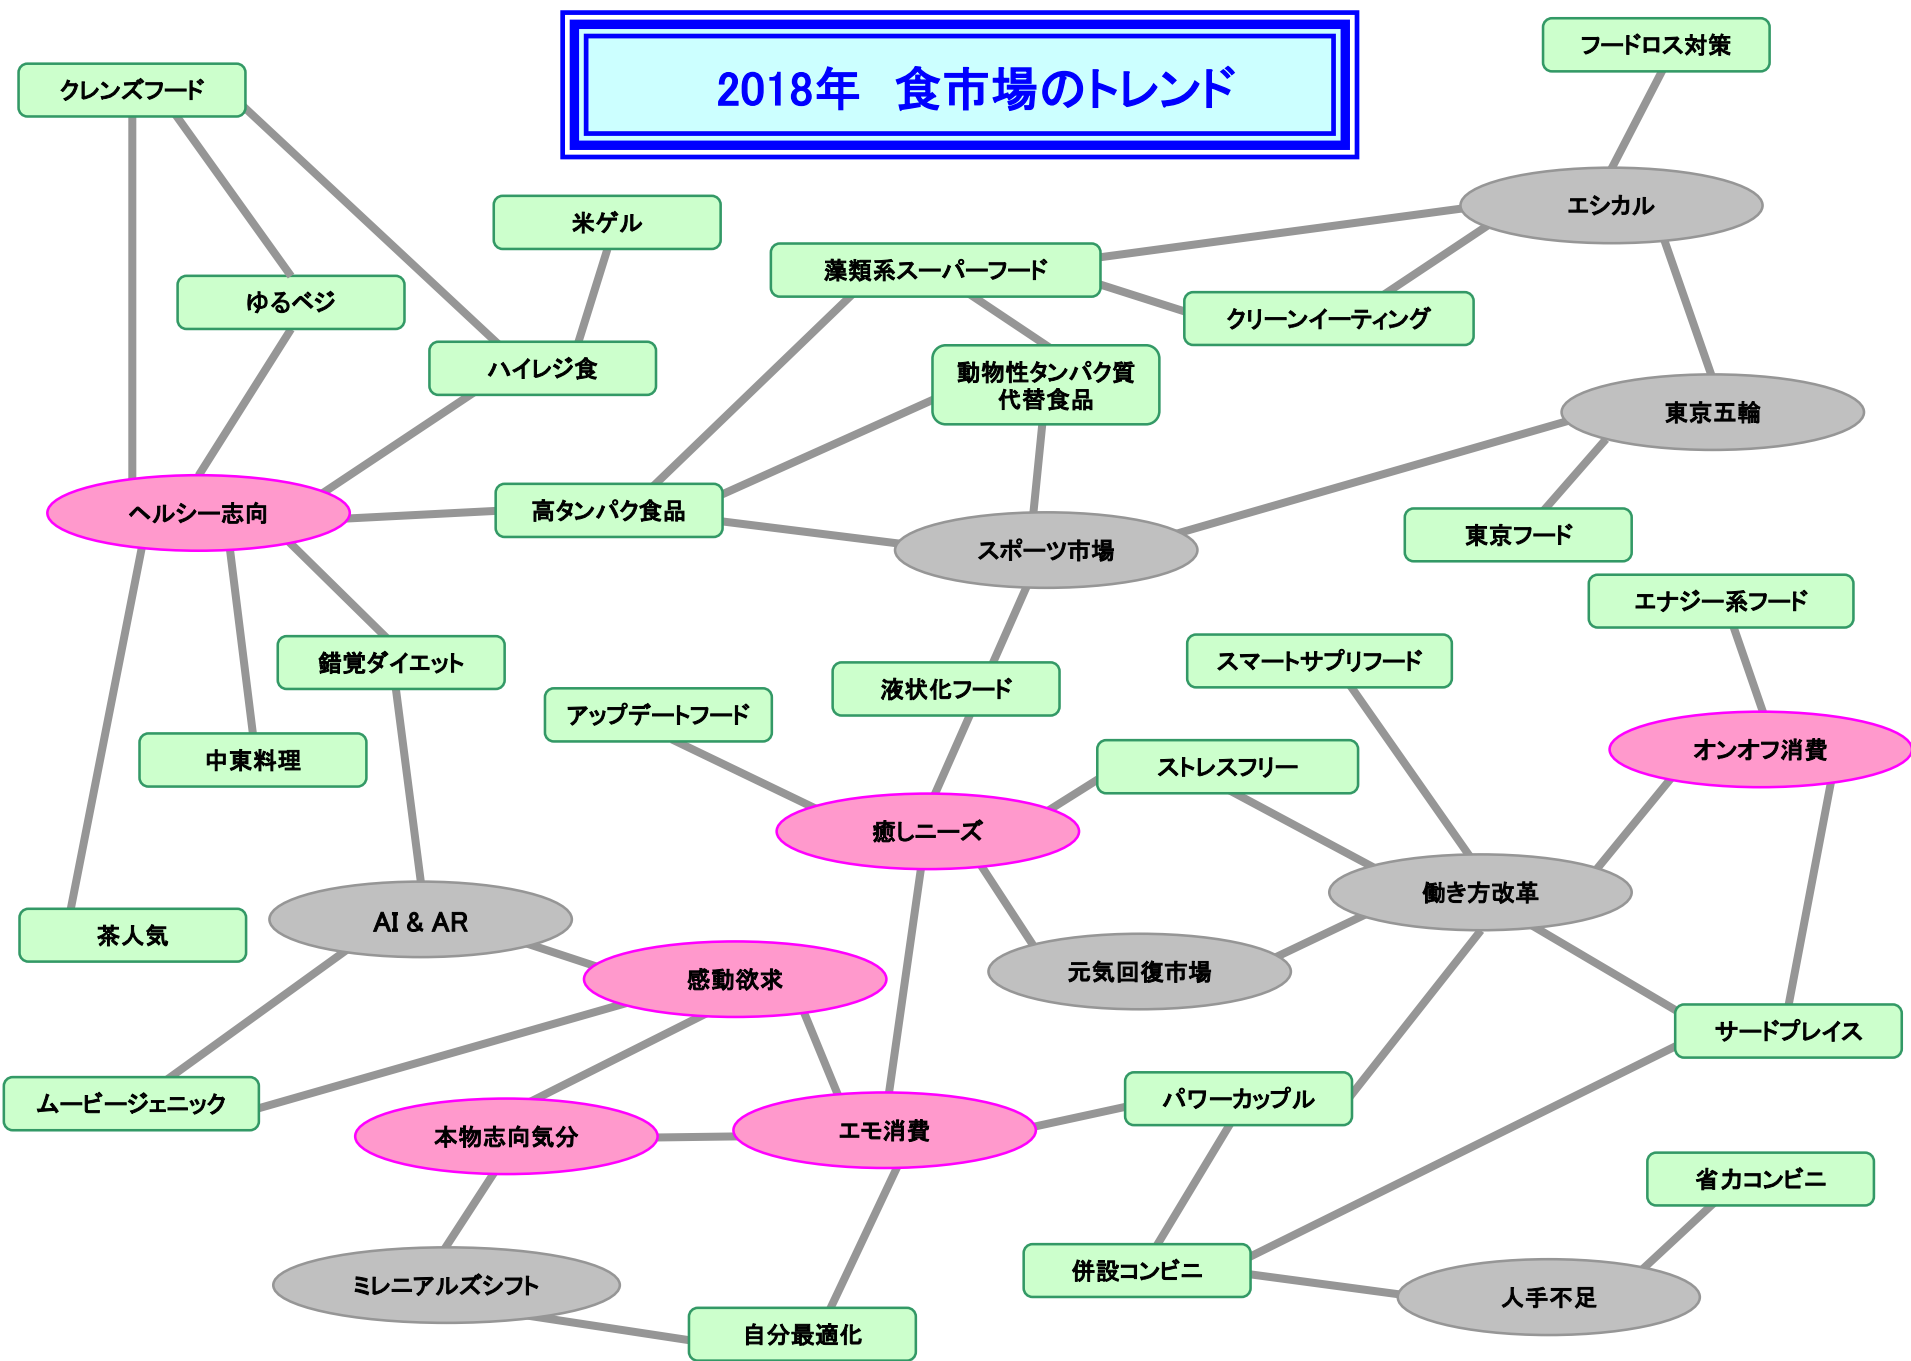 2018年　食市場のトレンド
フードロス対策
クレンズフード
エシカル
米ゲル
藻類系スーパーフード
ゆるベジ
クリーンイーティング
ハイレジ食
動物性タンパク質
代替食品
東京五輪
ヘルシー志向
高タンパク食品
スポーツ市場
東京フード
エナジー系フード
錯覚ダイエット
スマートサプリフード
液状化フード
アップデートフード
中東料理
ストレスフリー
オンオフ消費
癒しニーズ
働き方改革
茶人気
AI & AR
感動欲求
元気回復市場
サードプレイス
ムービージェニック
パワーカップル
本物志向気分
エモ消費
省力コンビニ
併設コンビニ
ミレニアルズシフト
人手不足
自分最適化